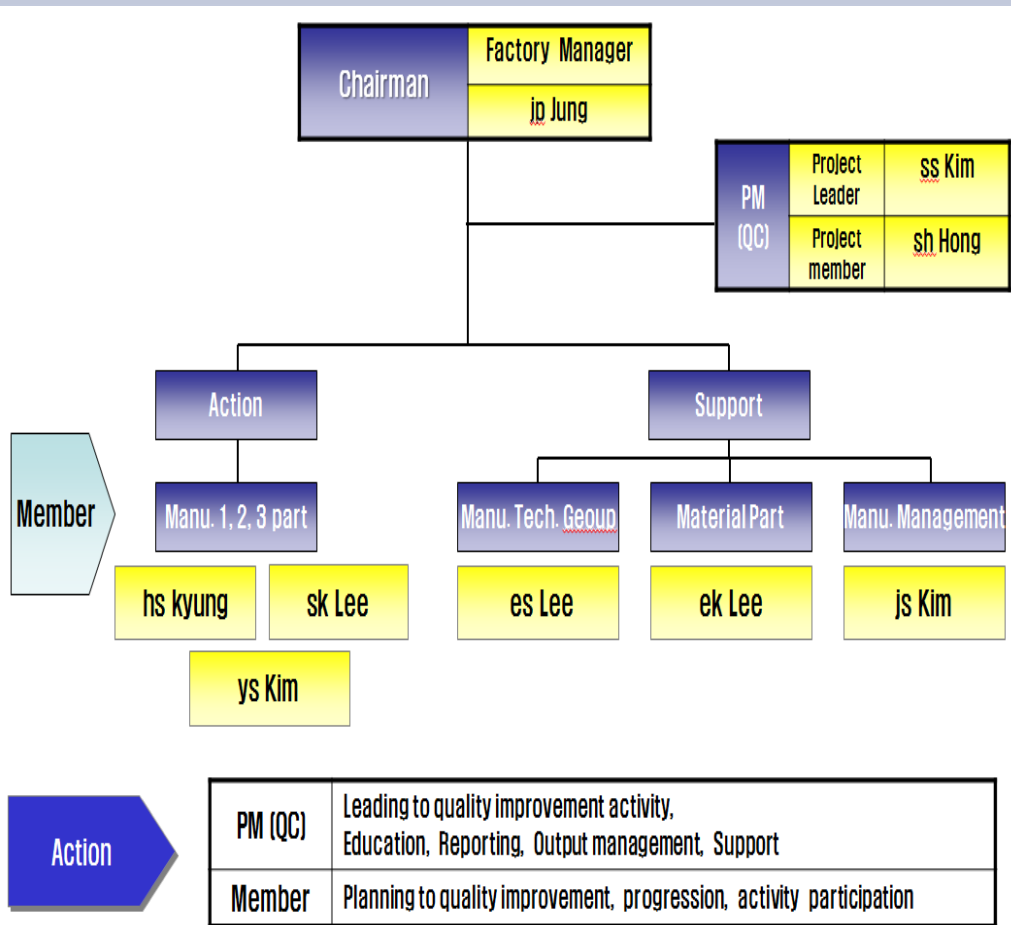 Chairman
Factory Manager
jp Jung
PM
(QC)
Project
Leader
ss Kim
Project
member
sh Hong
Action
Support
Member
Manu. 1, 2, 3 part
Manu. Tech. Geoup
Material Part
Manu. Management
hs kyung
sk Lee
es Lee
ek Lee
js Kim
ys Kim
Action
PM (QC)
Leading to quality improvement activity,
Education, Reporting, Output management, Support
Member
Planning to quality improvement, progression, activity participation